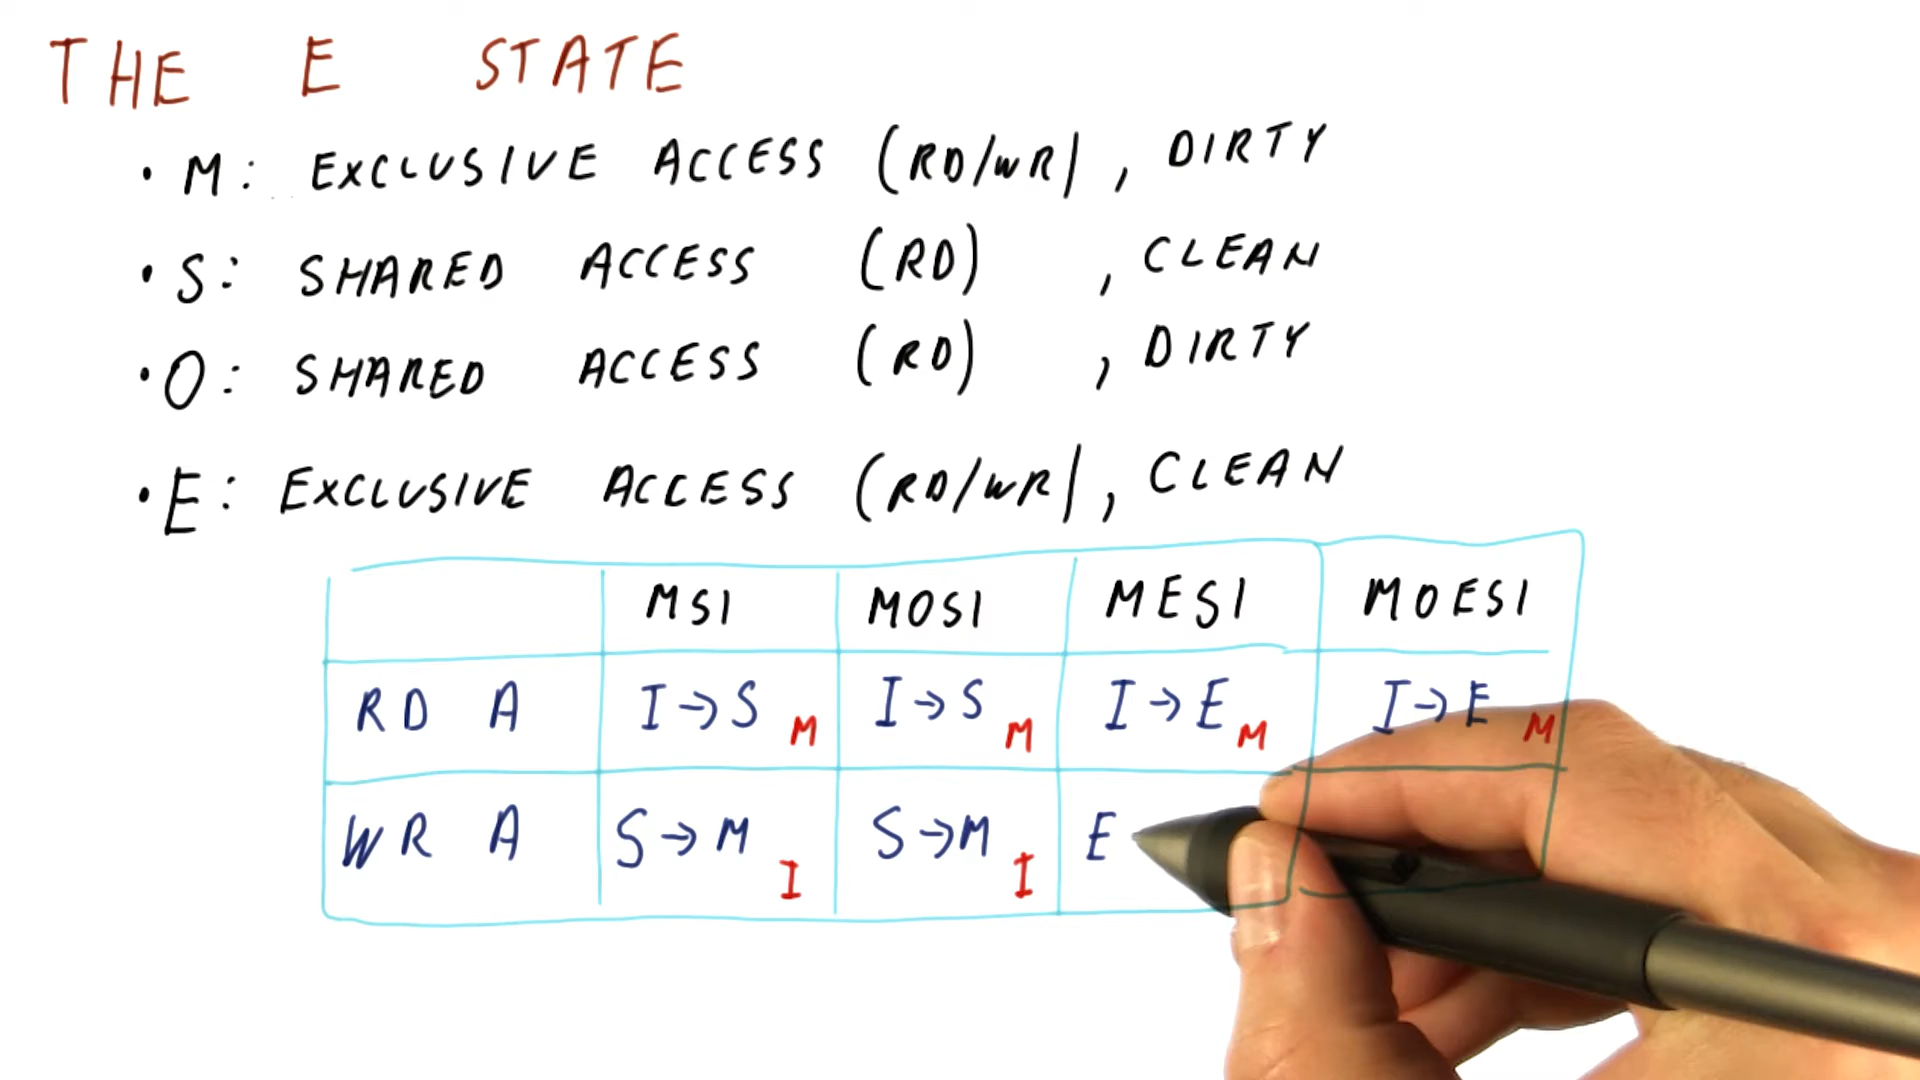 THE E STATE
• M: EXCLUSIVE ACCESS (RD/WR), DIRTY
• S: SHARED ACCESS (RD), CLEAN
• O: SHARED ACCESS (RD), DIRTY
• E: EXCLUSIVE ACCESS (RD/WR), CLEAN
MSI MOSI MESI MOESI
RD A I→S M I→S M I→E M I→E M
WR A S→M I S→M I E